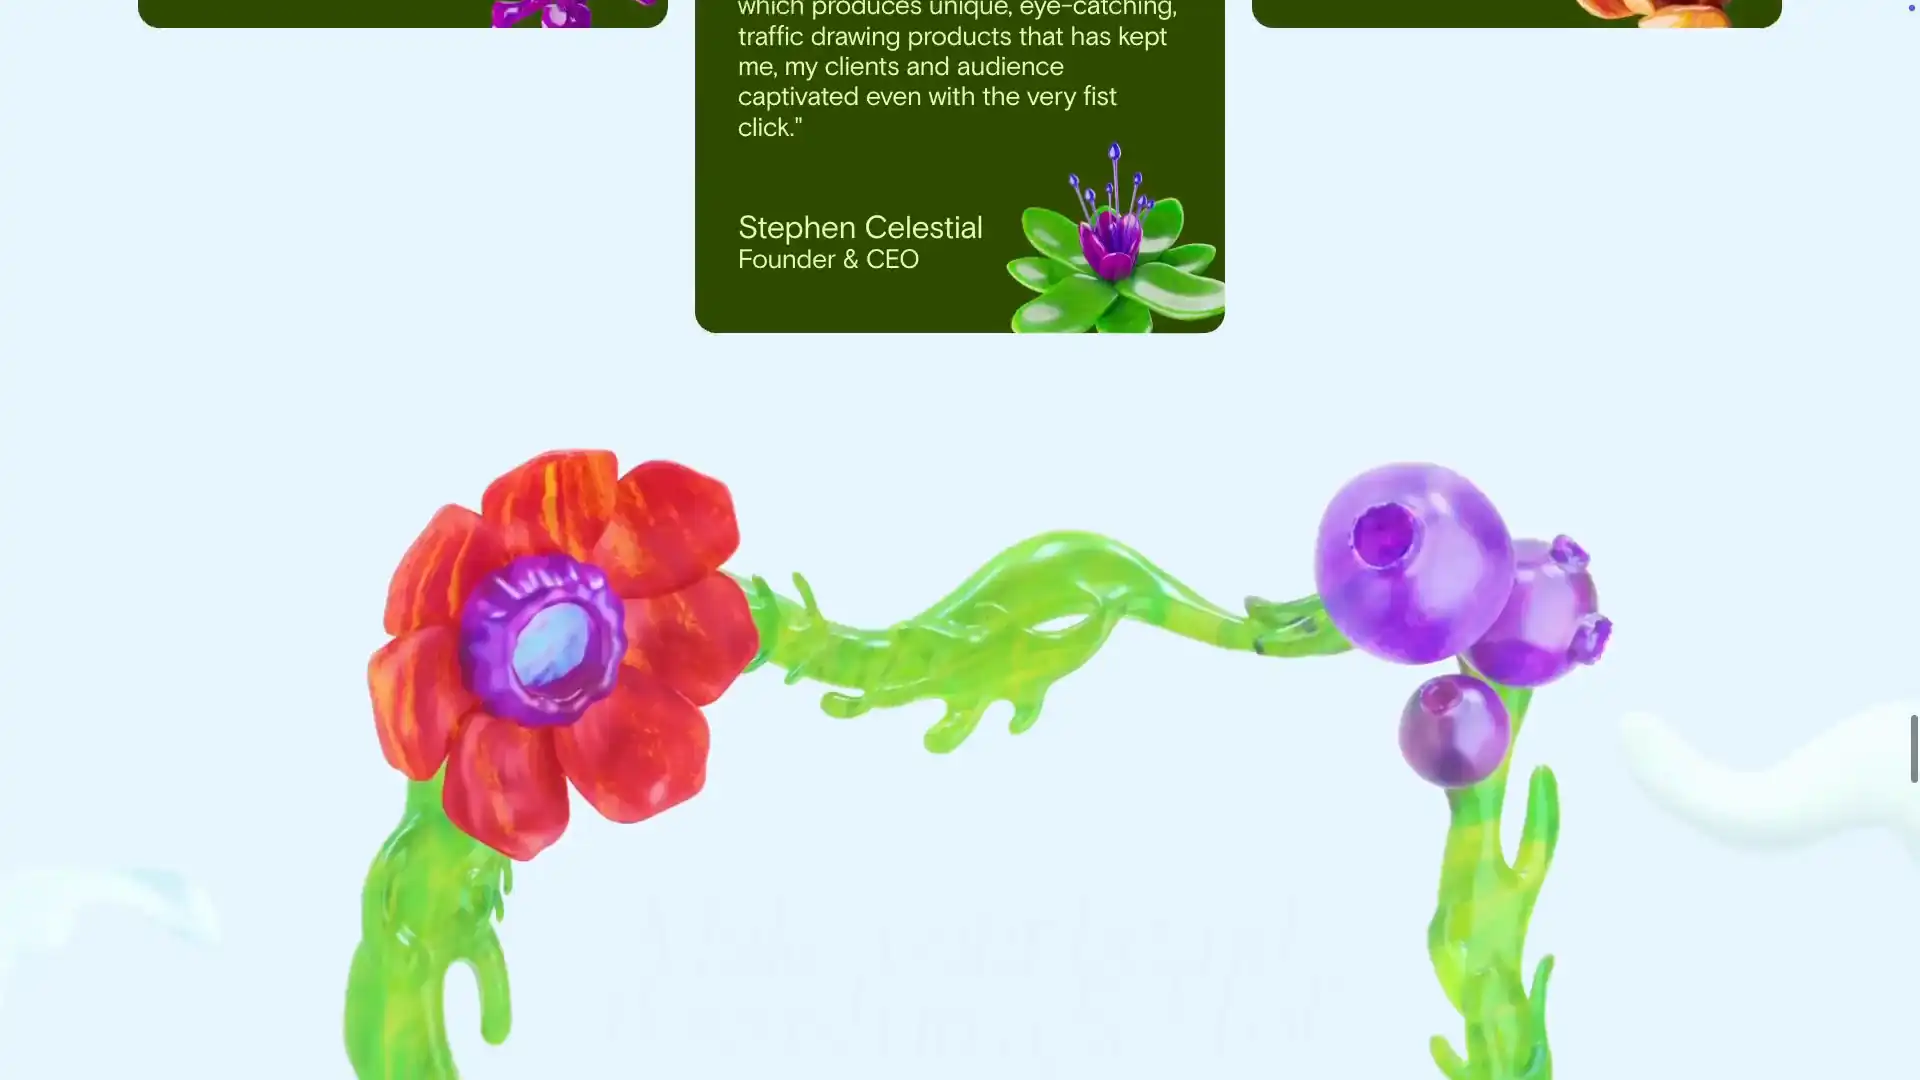 which produces unique, eye-catching,
traffic drawing products that has kept
me, my clients and audience
captivated even with the very fist
click."
Stephen Celestial
Founder & CEO